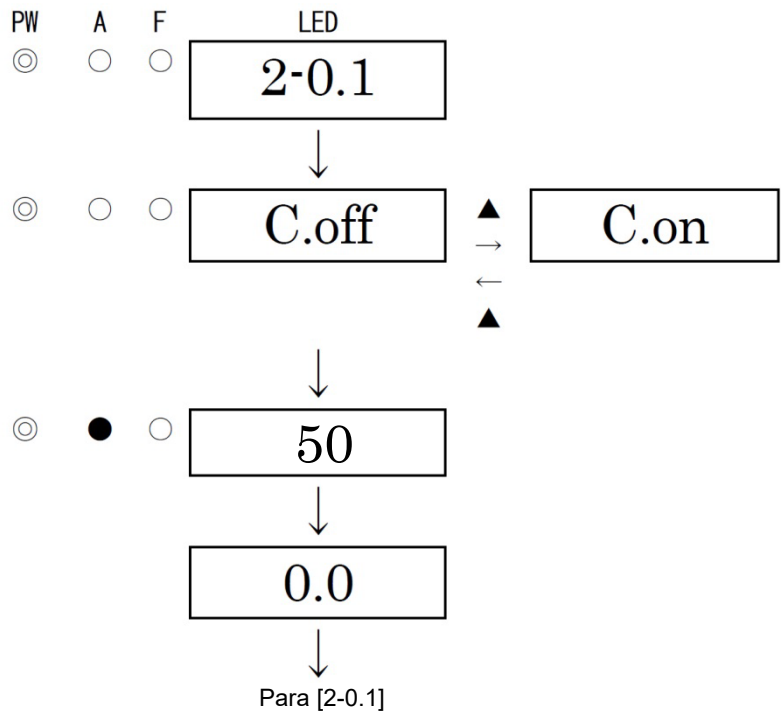 PW A F LED
2-0.1
C.off ▲ C.on
→
←
▲
50
0.0
Para [2-0.1]